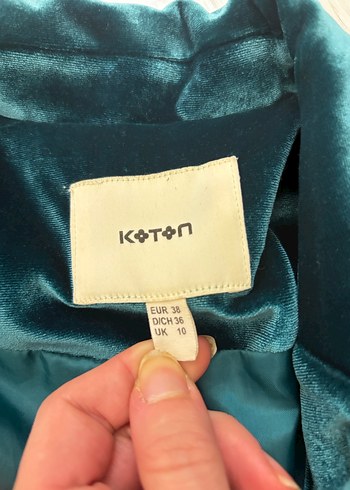 KOTON
EUR 38
D/CH 36
UK 10